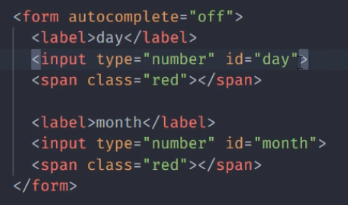 <form autocomplete="off">
<label>day</label>
<input type="number" id="day">
<span class="red"></span>
<label>month</label>
<input type="number" id="month">
<span class="red"></span>
</form>